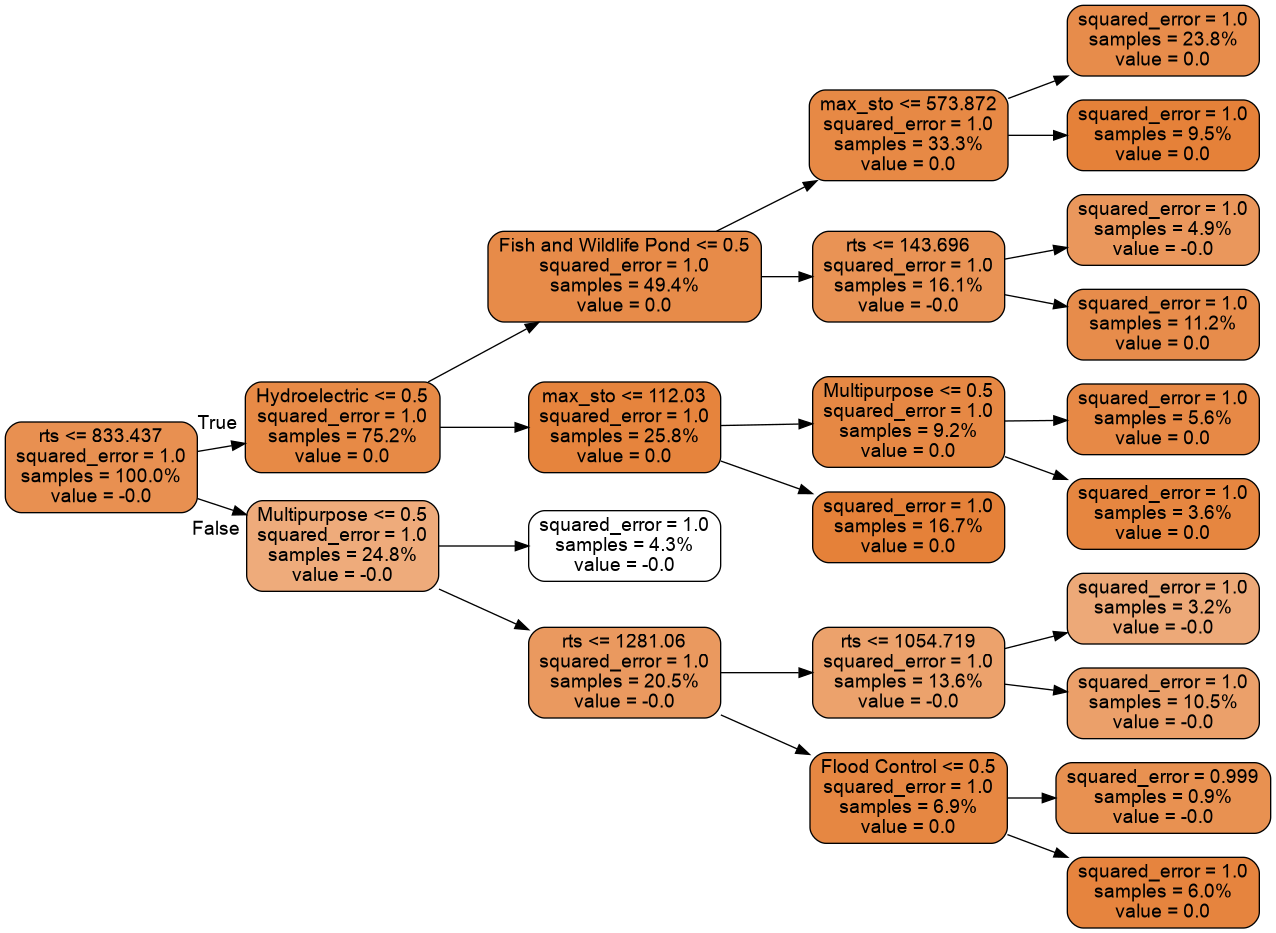 rts <= 833.437
squared_error = 1.0
samples = 100.0%
value = -0.0
True
False
Hydroelectric <= 0.5
squared_error = 1.0
samples = 75.2%
value = 0.0
Multipurpose <= 0.5
squared_error = 1.0
samples = 24.8%
value = -0.0
Fish and Wildlife Pond <= 0.5
squared_error = 1.0
samples = 49.4%
value = 0.0
max_sto <= 112.03
squared_error = 1.0
samples = 25.8%
value = 0.0
squared_error = 1.0
samples = 4.3%
value = -0.0
rts <= 1281.06
squared_error = 1.0
samples = 20.5%
value = -0.0
max_sto <= 573.872
squared_error = 1.0
samples = 33.3%
value = 0.0
rts <= 143.696
squared_error = 1.0
samples = 16.1%
value = -0.0
Multipurpose <= 0.5
squared_error = 1.0
samples = 9.2%
value = 0.0
squared_error = 1.0
samples = 16.7%
value = 0.0
rts <= 1054.719
squared_error = 1.0
samples = 13.6%
value = -0.0
Flood Control <= 0.5
squared_error = 1.0
samples = 6.9%
value = 0.0
squared_error = 1.0
samples = 23.8%
value = 0.0
squared_error = 1.0
samples = 9.5%
value = 0.0
squared_error = 1.0
samples = 4.9%
value = -0.0
squared_error = 1.0
samples = 11.2%
value = 0.0
squared_error = 1.0
samples = 5.6%
value = 0.0
squared_error = 1.0
samples = 3.6%
value = 0.0
squared_error = 1.0
samples = 3.2%
value = -0.0
squared_error = 1.0
samples = 10.5%
value = -0.0
squared_error = 0.999
samples = 0.9%
value = -0.0
squared_error = 1.0
samples = 6.0%
value = 0.0